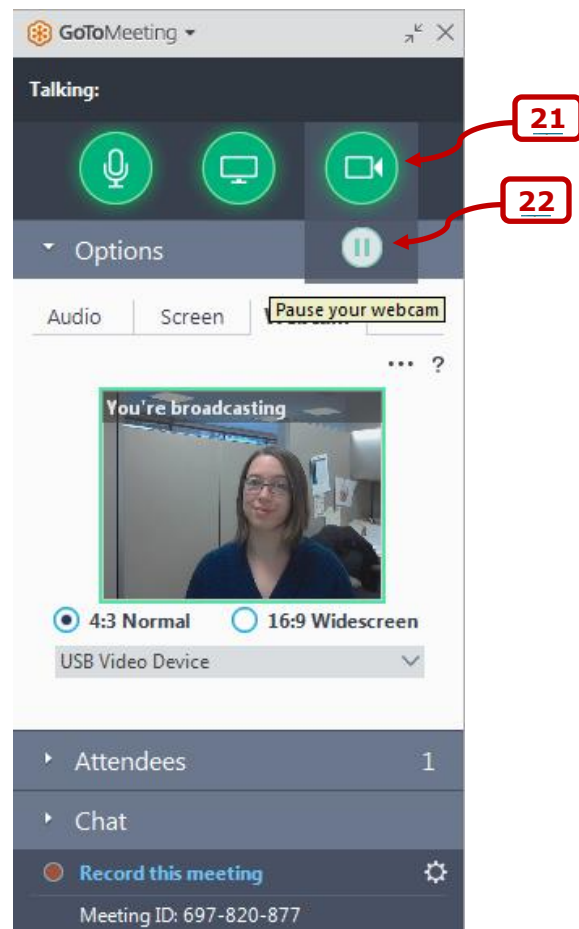 GoToMeeting
Talking:
21
22
Options
Audio Screen
Pause your webcam
... ?
You're broadcasting
4:3 Normal 16:9 Widescreen
USB Video Device
Attendees 1
Chat
Record this meeting
Meeting ID: 697-820-877